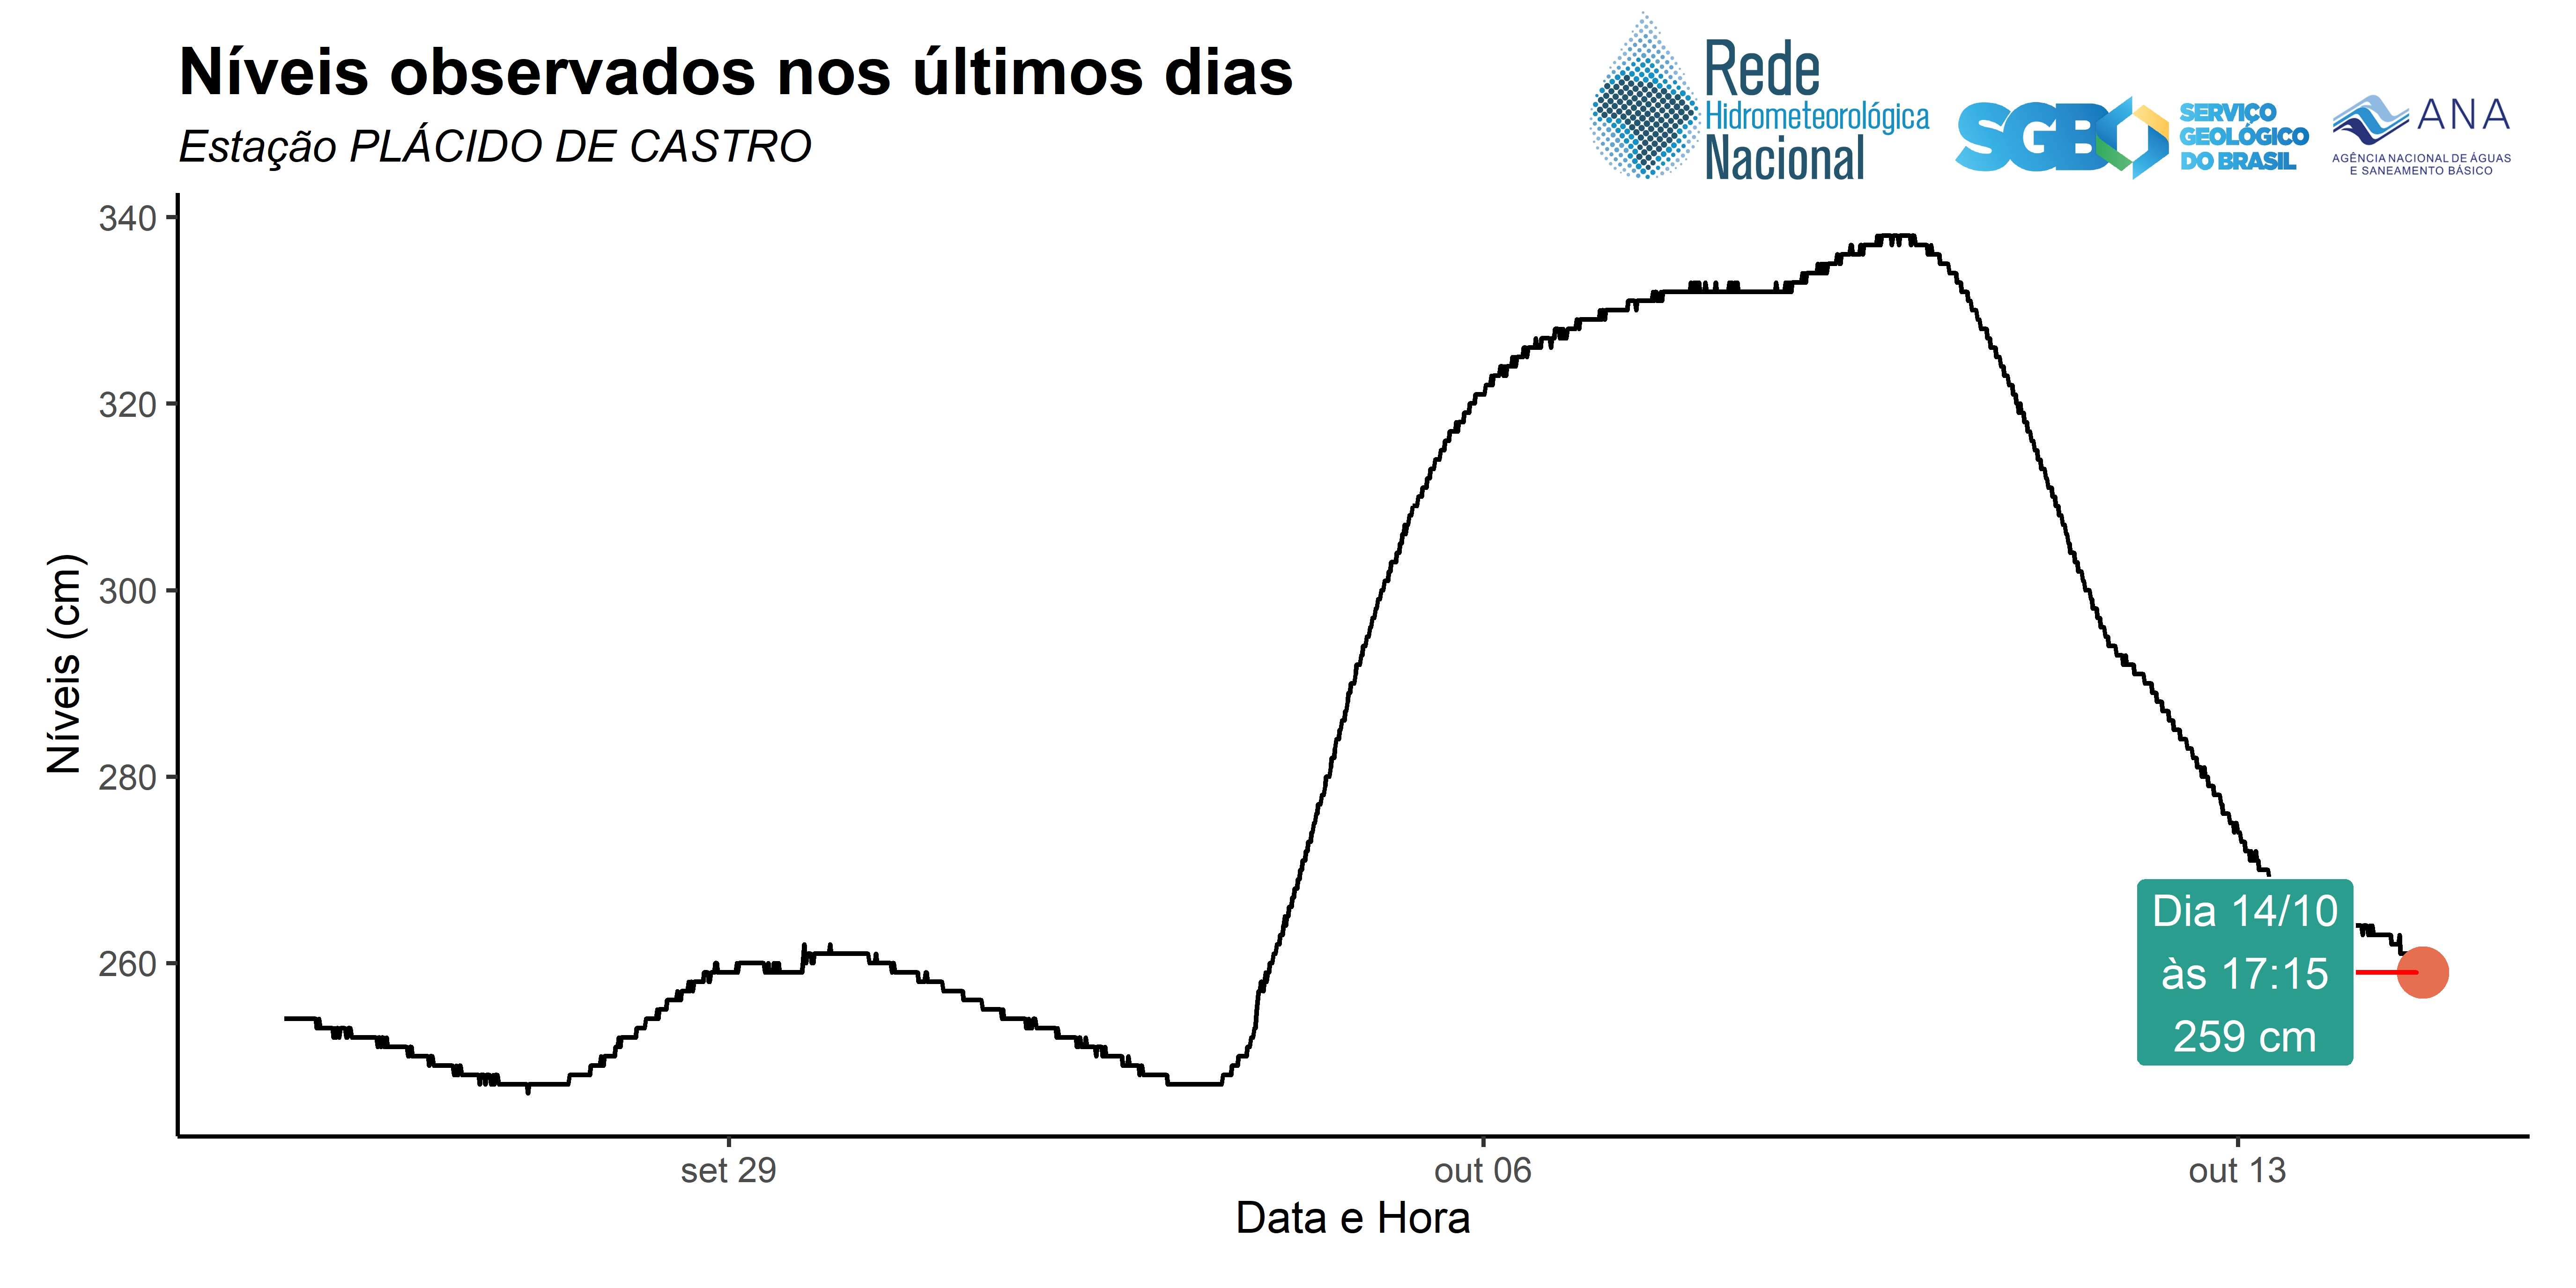 Níveis observados nos últimos dias
Estação PLÁCIDO DE CASTRO
Rede
Hidrometeorológica
Nacional
SGB
SERVIÇO
GEOLÓGICO
DO BRASIL
ANA
AGÊNCIA NACIONAL DE ÁGUAS
E SANEAMENTO BÁSICO
Níveis (cm)
340
320
300
280
260
Dia 14/10
às 17:15
259 cm
set 29
out 06
out 13
Data e Hora